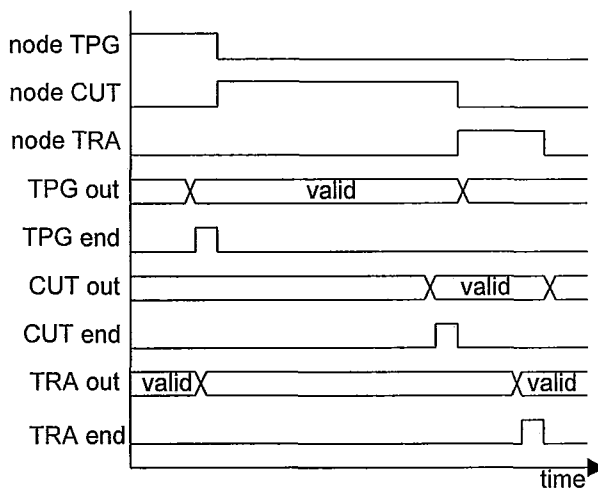 node TPG
node CUT
node TRA
TPG out valid
TPG end
CUT out valid
CUT end
TRA out valid valid
TRA end
time